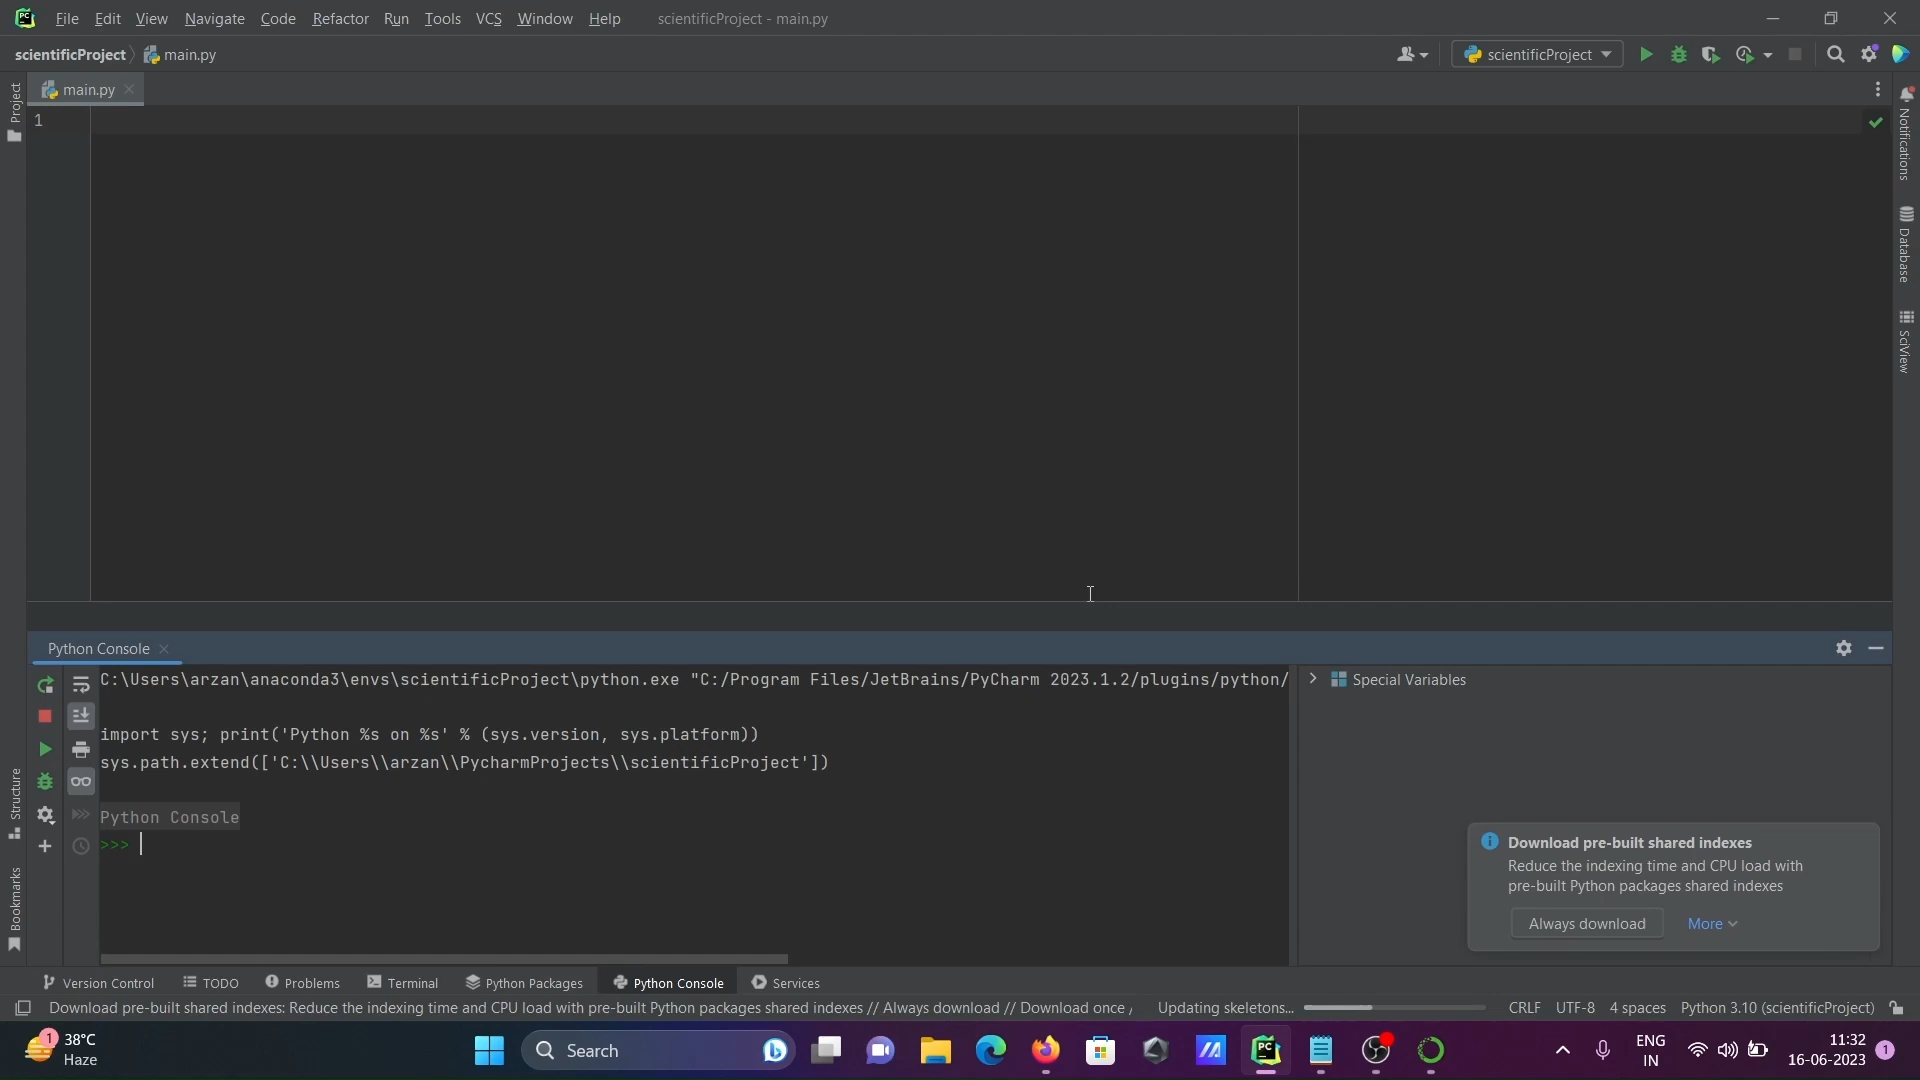 File Edit View Navigate Code Refactor Run Tools VCS Window Help scientificProject - main.py
scientificProject main.py scientificProject
main.py
1
Project
Structure
Bookmarks
Notifications
Database
SciView
Python Console
C:\Users\arzan\anaconda3\envs\scientificProject\python.exe "C:/Program Files/JetBrains/PyCharm 2023.1.2/plugins/python/
import sys; print('Python %s on %s' % (sys.version, sys.platform))
sys.path.extend(['C:\\Users\\arzan\\PycharmProjects\\scientificProject'])
Python Console
>>>
Special Variables
Download pre-built shared indexes
Reduce the indexing time and CPU load with
pre-built Python packages shared indexes
Always download More
Version Control TODO Problems Terminal Python Packages Python Console Services
Download pre-built shared indexes: Reduce the indexing time and CPU load with pre-built Python packages shared indexes // Always download // Download once / Updating skeletons... CRLF UTF-8 4 spaces Python 3.10 (scientificProject)
1
38°C
Haze
Search
PC
ENG
IN
11:32
16-06-2023
1